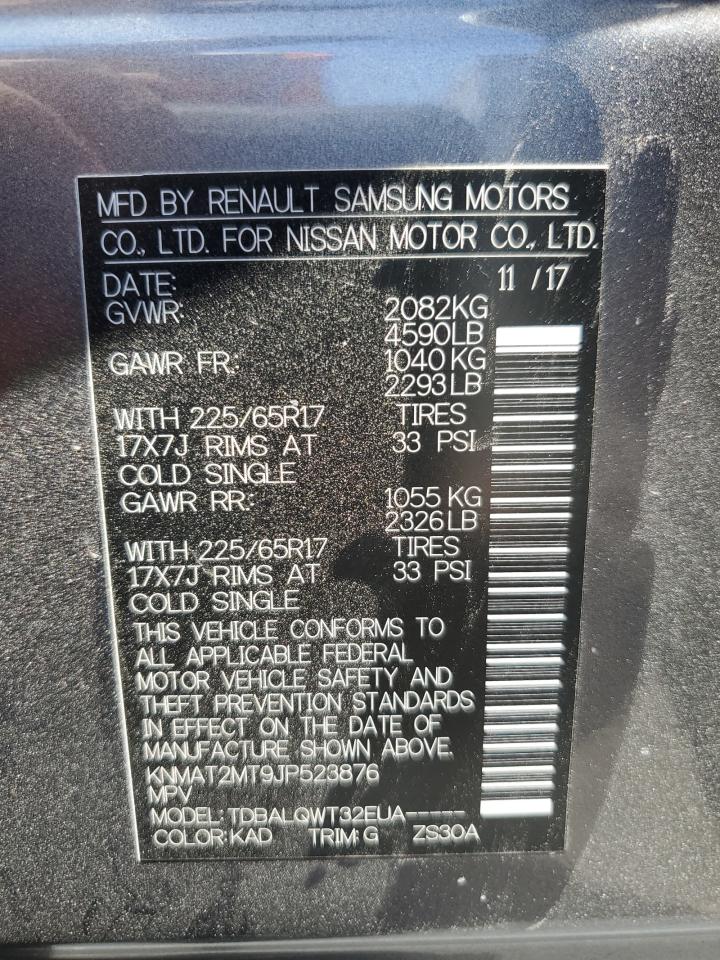 MFD BY RENAULT SAMSUNG MOTORS
CO., LTD. FOR NISSAN MOTOR CO., LTD.
DATE: 11 / 17
GVWR: 2082KG
4590LB
GAWR FR: 1040 KG
2293 LB
WITH 225/65R17 TIRES
17X7J RIMS AT 33 PSI
COLD SINGLE
GAWR RR: 1055 KG
2326 LB
WITH 225/65R17 TIRES
17X7J RIMS AT 33 PSI
COLD SINGLE
THIS VEHICLE CONFORMS TO
ALL APPLICABLE FEDERAL
MOTOR VEHICLE SAFETY AND
THEFT PREVENTION STANDARDS
IN EFFECT ON THE DATE OF
MANUFACTURE SHOWN ABOVE.
KNMAT2MT9JP523876
MPV
MODEL: TDBALQWT32EUA-----
COLOR: KAD TRIM: G ZS30A